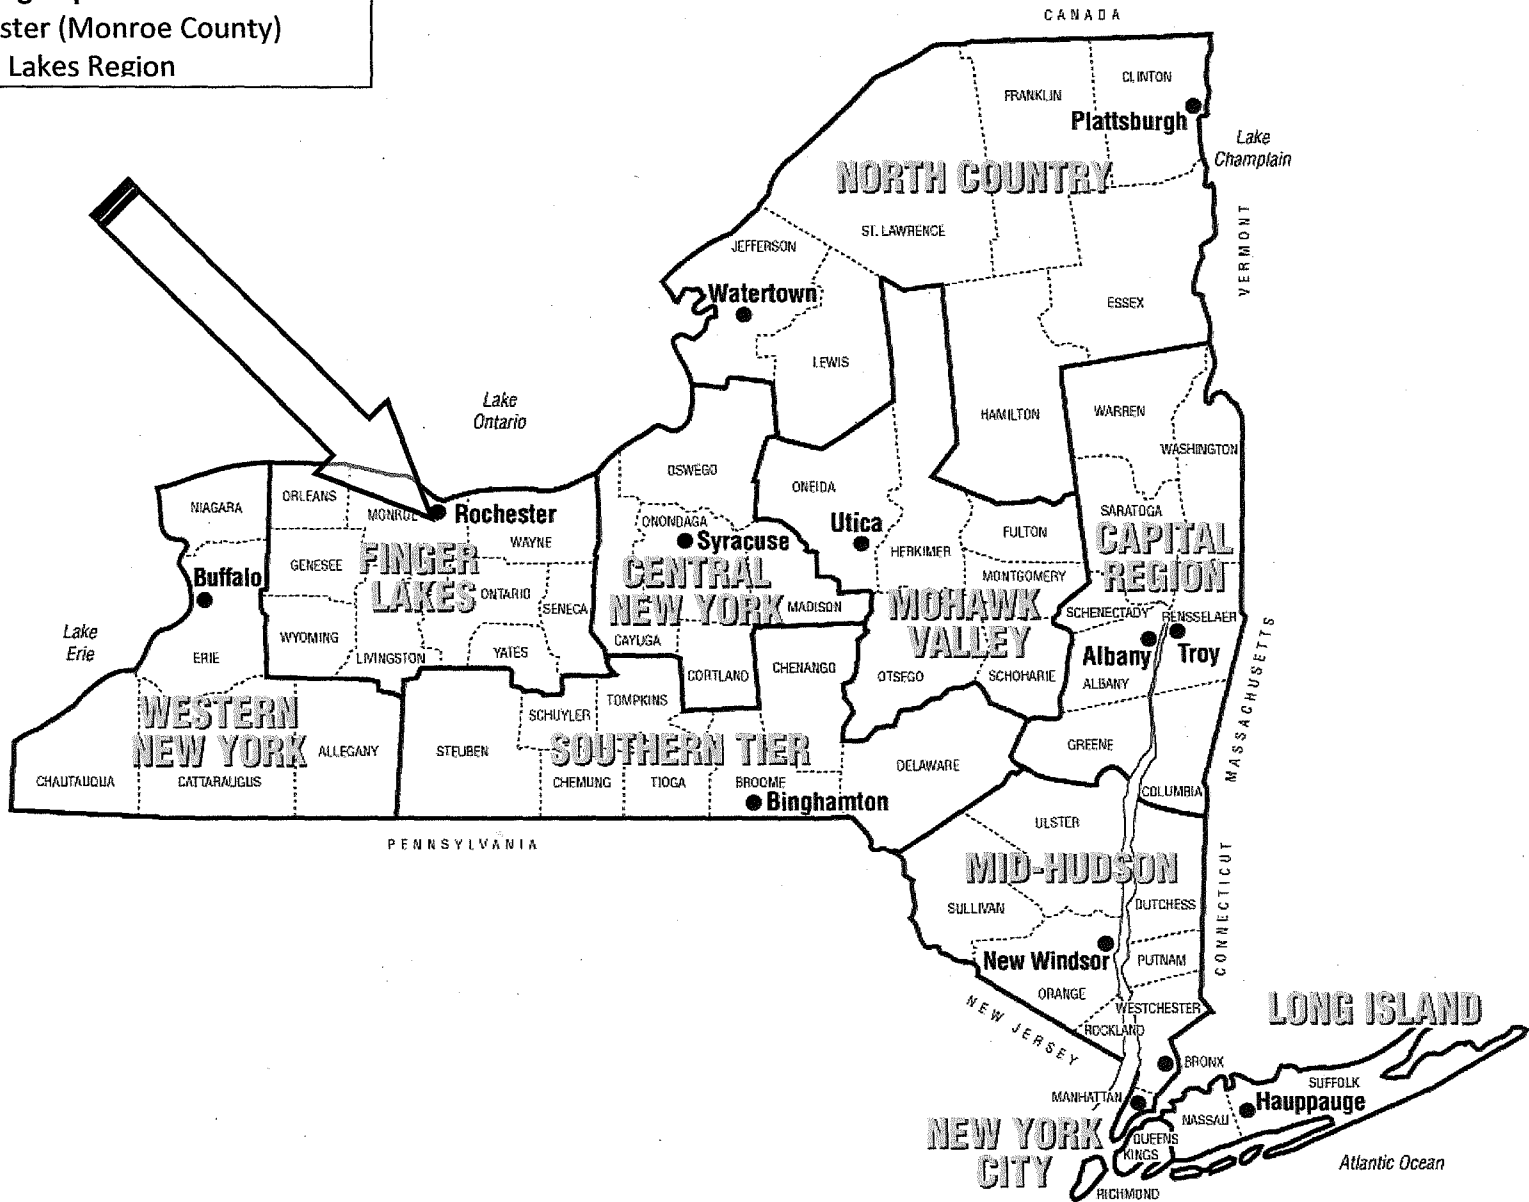 ster (Monroe County)
Lakes Region
CANADA
CLINTON
FRANKLIN
Plattsburgh
Lake
Champlain
NORTH COUNTRY
VERMONT
ST. LAWRENCE
JEFFERSON
Watertown
ESSEX
LEWIS
Lake
Ontario
HAMILTON
WARREN
WASHINGTON
OSWEGO
ONEIDA
NIAGARA
ORLEANS
MONROE
Rochester
WAYNE
ONONDAGA
Syracuse
Utica
HERKIMER
FULTON
SARATOGA
CAPITAL
REGION
GENESEE
FINGER
LAKES
ONTARIO
SENECA
CENTRAL
NEW YORK
MADISON
MONTGOMERY
MOHAWK
VALLEY
SCHENECTADY
RENSSELAER
Buffalo
Lake
Erie
ERIE
WYOMING
LIVINGSTON
YATES
CAYUGA
CORTLAND
CHENANGO
OTSEGO
SCHOHARIE
Albany
Troy
ALBANY
MASSACHUSETTS
WESTERN
NEW YORK
ALLEGANY
STEUBEN
SCHUYLER
TOMPKINS
SOUTHERN TIER
CHAUTAUQUA
CATTARAUGUS
CHEMUNG
TIOGA
BROOME
Binghamton
DELAWARE
GREENE
COLUMBIA
PENNSYLVANIA
ULSTER
MID-HUDSON
SULLIVAN
DUTCHESS
CONNECTICUT
New Windsor
PUTNAM
ORANGE
WESTCHESTER
ROCKLAND
NEW JERSEY
LONG ISLAND
BRONX
MANHATTAN
SUFFOLK
Hauppauge
NASSAU
NEW YORK
CITY
QUEENS
KINGS
RICHMOND
Atlantic Ocean